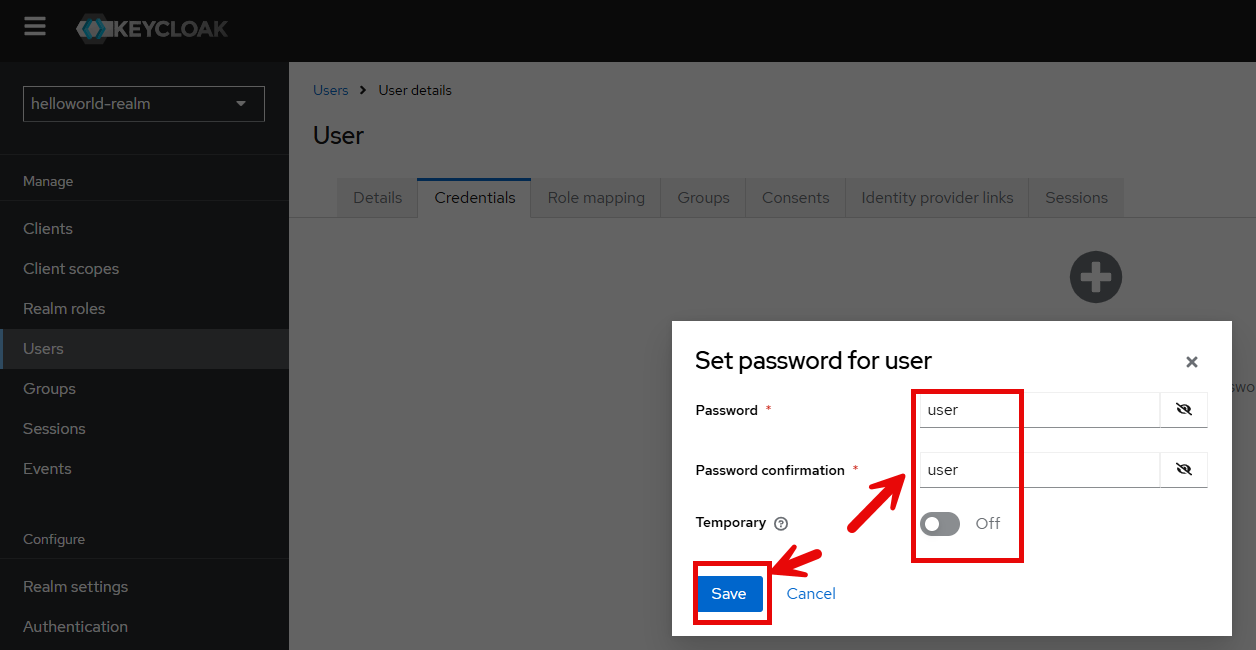 KEYCLOAK
helloworld-realm
Users
User details
User
Manage
Details
Credentials
Role mapping
Groups
Consents
Identity provider links
Sessions
Clients
Client scopes
Realm roles
Users
Groups
Sessions
Events
Configure
Realm settings
Authentication
Set password for user
Password *
user
Password confirmation *
user
Temporary
Off
Save
Cancel